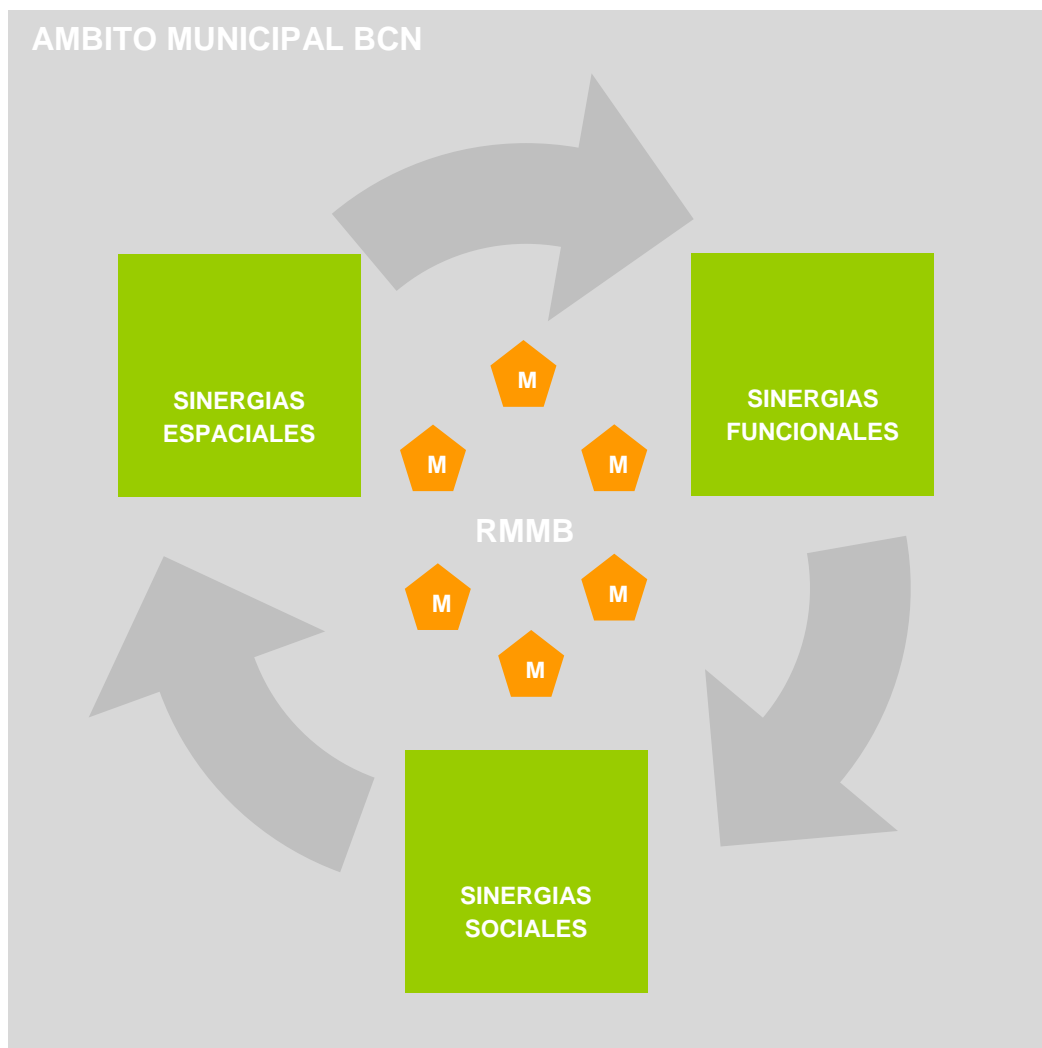 AMBITO MUNICIPAL BCN
SINERGIAS
ESPACIALES
SINERGIAS
FUNCIONALES
M
M
M
RMMB
M
M
M
SINERGIAS
SOCIALES